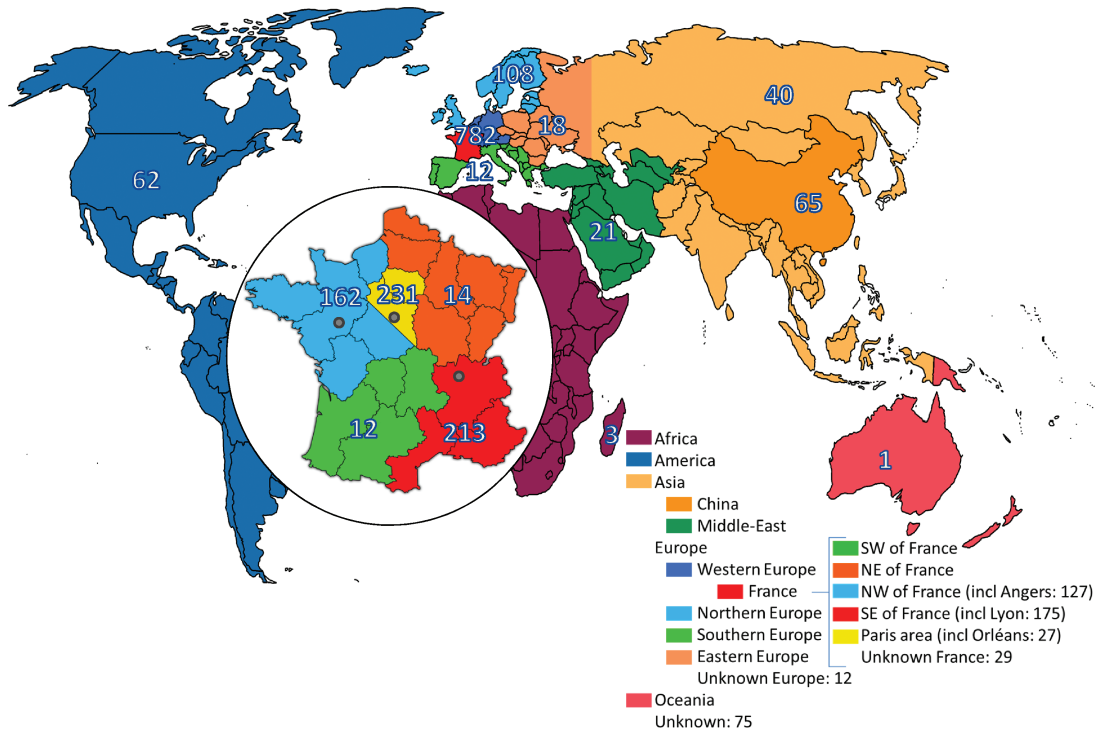 108
40
782
18
62
12
65
21
162
231
14
12
213
3
1
Africa
America
Asia
China
Middle-East
Europe
Western Europe
France
Northern Europe
Southern Europe
Eastern Europe
Unknown Europe: 12
Oceania
Unknown: 75
SW of France
NE of France
NW of France (incl Angers: 127)
SE of France (incl Lyon: 175)
Paris area (incl Orléans: 27)
Unknown France: 29